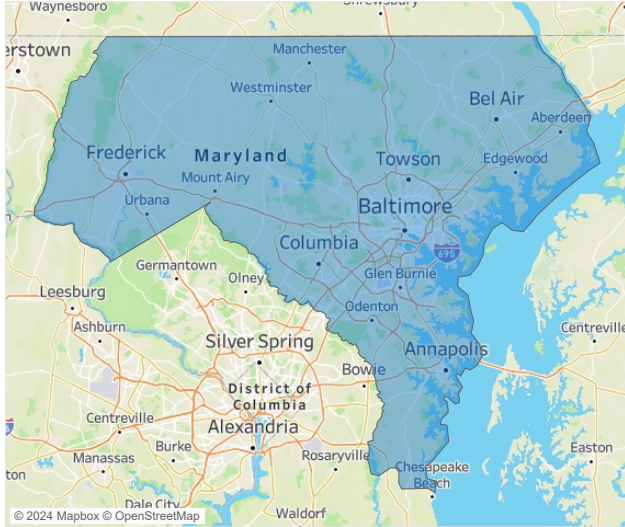 Waynesboro
Shrewsbury
erstown
Manchester
Westminster
Bel Air
Aberdeen
Frederick
Maryland
Towson
Edgewood
Mount Airy
Urbana
Baltimore
Columbia
695
Germantown
Olney
Glen Burnie
Leesburg
Odenton
Ashburn
Silver Spring
Centreville
Annapolis
Bowie
District of
Columbia
Centreville
Alexandria
Burke
Rosaryville
Easton
Manassas
Chesapeake
Beach
ton
Dale City
Waldorf
© 2024 Mapbox © OpenStreetMap